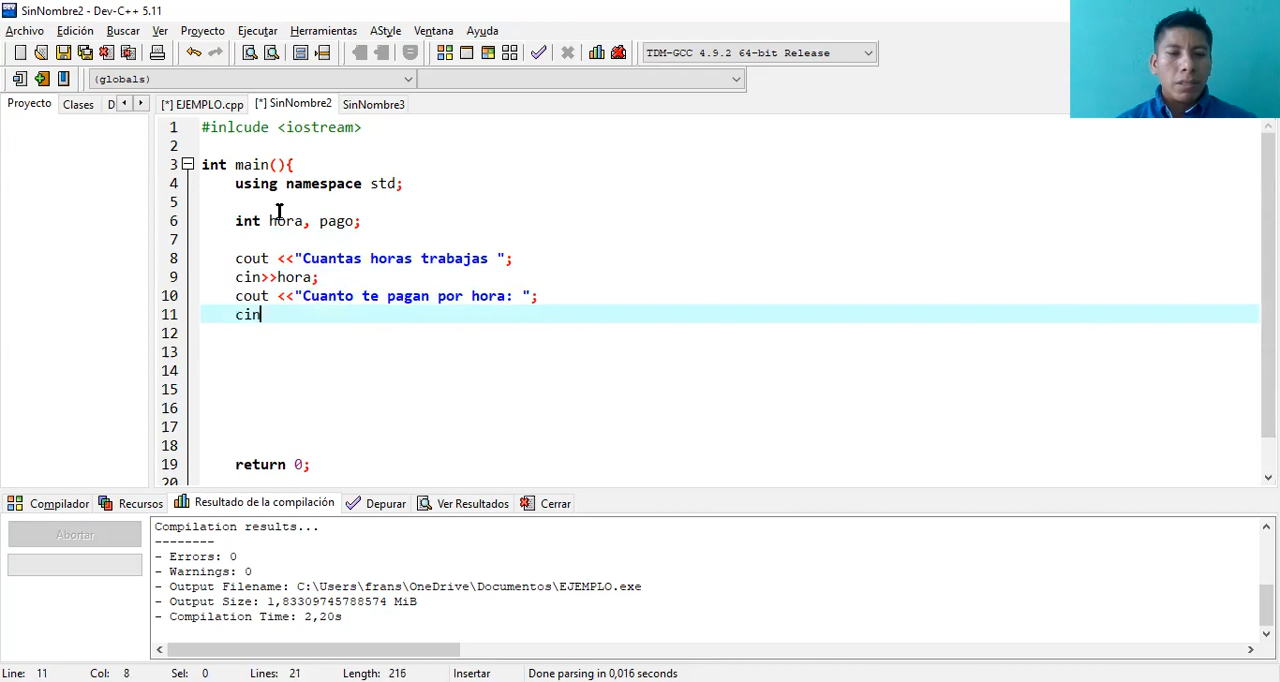 SinNombre2 - Dev-C++ 5.11
Archivo Edición Buscar Ver Proyecto Ejecutar Herramientas AStyle Ventana Ayuda
TDM-GCC 4.9.2 64-bit Release
(globals)
Proyecto Clases D [*] EJEMPLO.cpp [*] SinNombre2 SinNombre3
1 #inlcude <iostream>
2
3 int main(){
4 using namespace std;
5
6 int hora, pago;
7
8 cout <<"Cuantas horas trabajas ";
9 cin>>hora;
10 cout <<"Cuanto te pagan por hora: ";
11 cin
12
13
14
15
16
17
18
19 return 0;
20
Compilador Recursos Resultado de la compilación Depurar Ver Resultados Cerrar
Abortar
Compilation results...
--------
- Errors: 0
- Warnings: 0
- Output Filename: C:\Users\frans\OneDrive\Documentos\EJEMPLO.exe
- Output Size: 1,83309745788574 MiB
- Compilation Time: 2,20s
Line: 11 Col: 8 Sel: 0 Lines: 21 Length: 216 Insertar Done parsing in 0,016 seconds